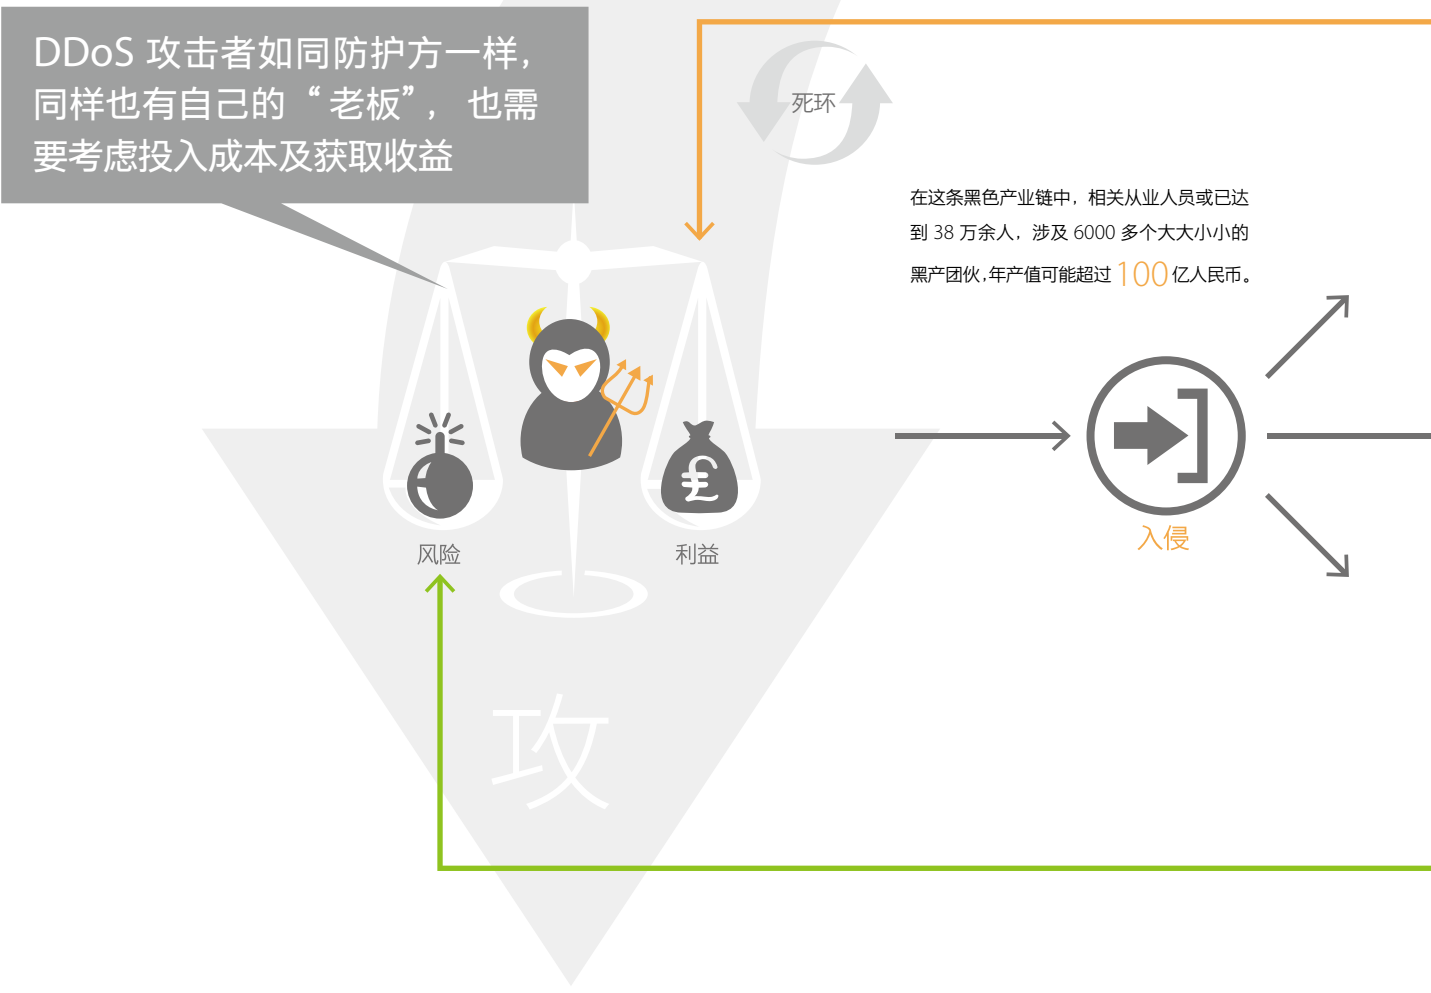 DDoS 攻击者如同防护方一样，
同样也有自己的“老板”，也需
要考虑投入成本及获取收益
死环
在这条黑色产业链中，相关从业人员或已达
到 38 万余人，涉及 6000 多个大大小小的
黑产团伙，年产值可能超过 100 亿人民币。
入侵
风险
利益
攻